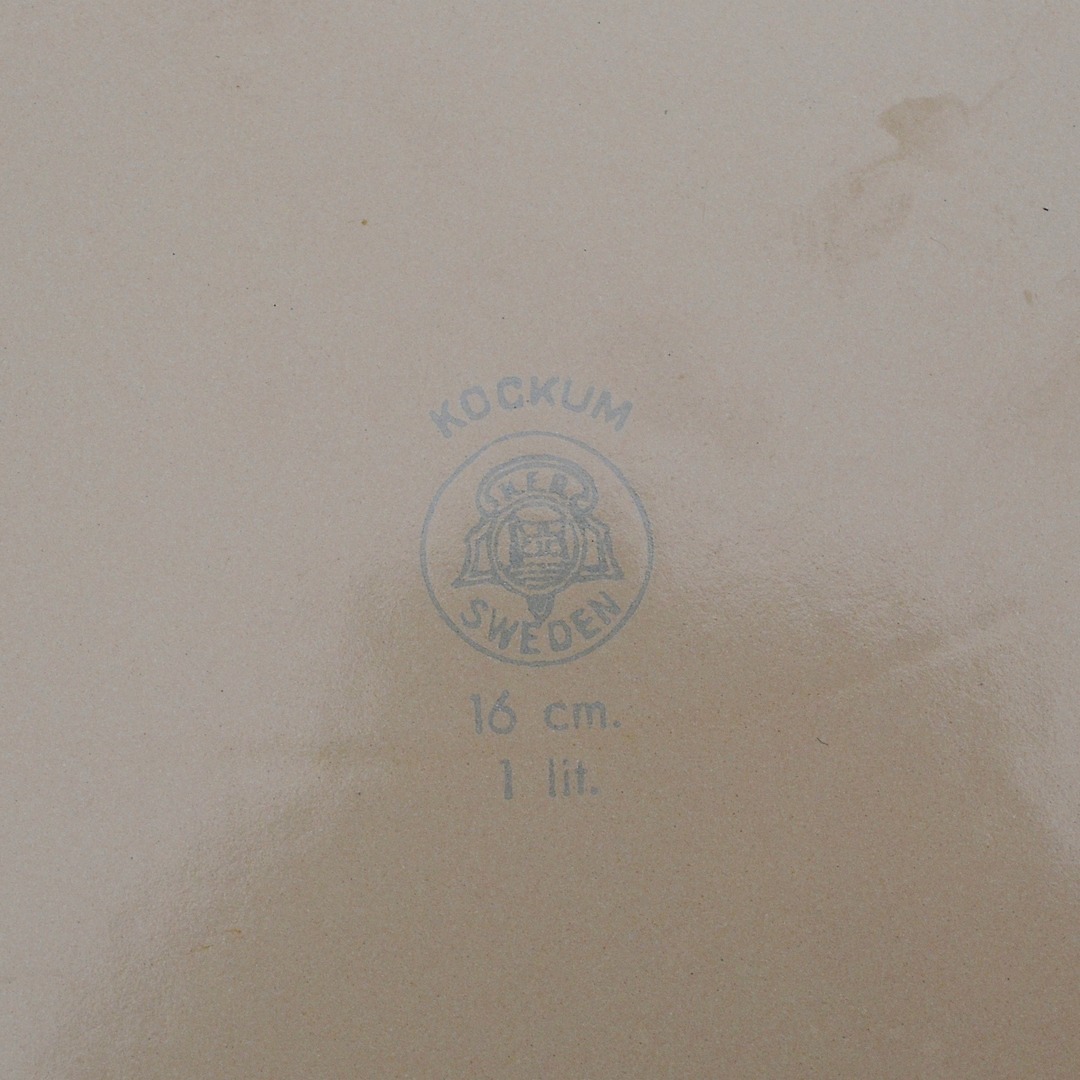 KOCKUM
K.E.R.
SWEDEN
16 cm.
1 lit.